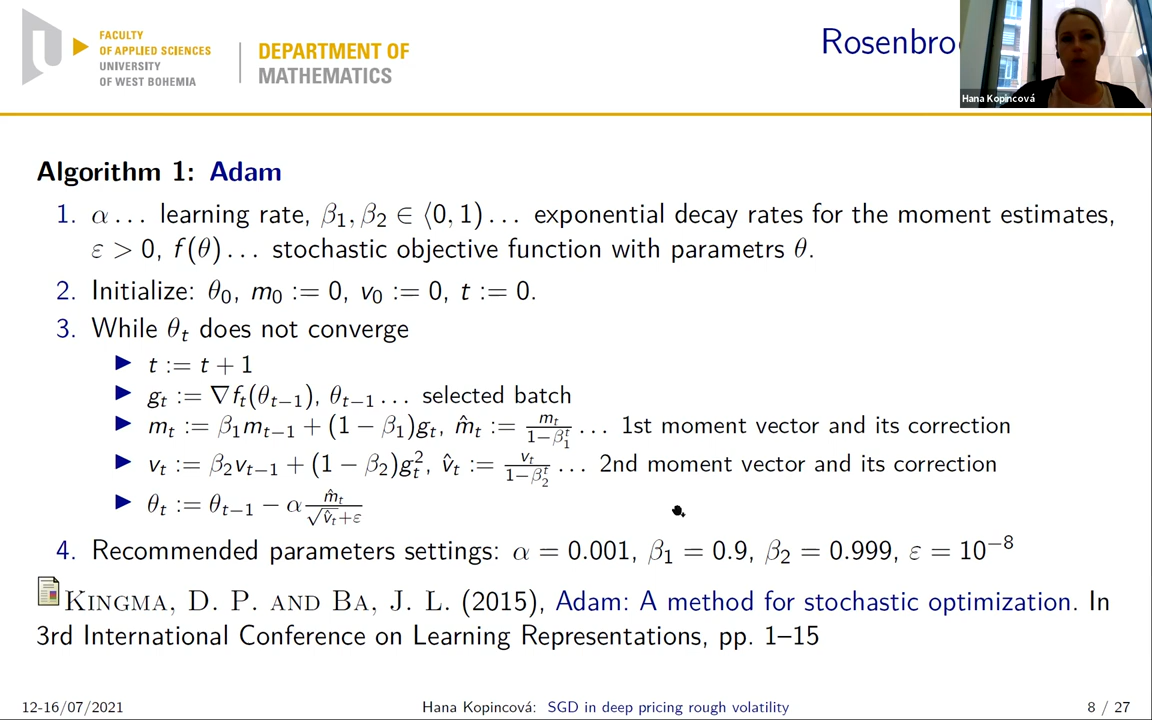 FACULTY
OF APPLIED SCIENCES
UNIVERSITY
OF WEST BOHEMIA
DEPARTMENT OF
MATHEMATICS
Rosenbro
Hana Kopincová
Algorithm 1: Adam
1. α... learning rate, β₁, β₂ ∈ ⟨0, 1)... exponential decay rates for the moment estimates,
ε > 0, f(θ)... stochastic objective function with parametrs θ.
2. Initialize: θ₀, m₀ := 0, v₀ := 0, t := 0.
3. While θₜ does not converge
▶ t := t + 1
▶ gₜ := ∇fₜ(θₜ₋₁), θₜ₋₁... selected batch
▶ mₜ := β₁mₜ₋₁ + (1 − β₁)gₜ, m̂ₜ := mₜ/(1−β₁ᵗ) ... 1st moment vector and its correction
▶ vₜ := β₂vₜ₋₁ + (1 − β₂)gₜ², v̂ₜ := vₜ/(1−β₂ᵗ) ... 2nd moment vector and its correction
▶ θₜ := θₜ₋₁ − α m̂ₜ/(√v̂ₜ+ε)
4. Recommended parameters settings: α = 0.001, β₁ = 0.9, β₂ = 0.999, ε = 10⁻⁸
KINGMA, D. P. AND BA, J. L. (2015), Adam: A method for stochastic optimization. In
3rd International Conference on Learning Representations, pp. 1–15
12-16/07/2021
Hana Kopincová: SGD in deep pricing rough volatility
8 / 27